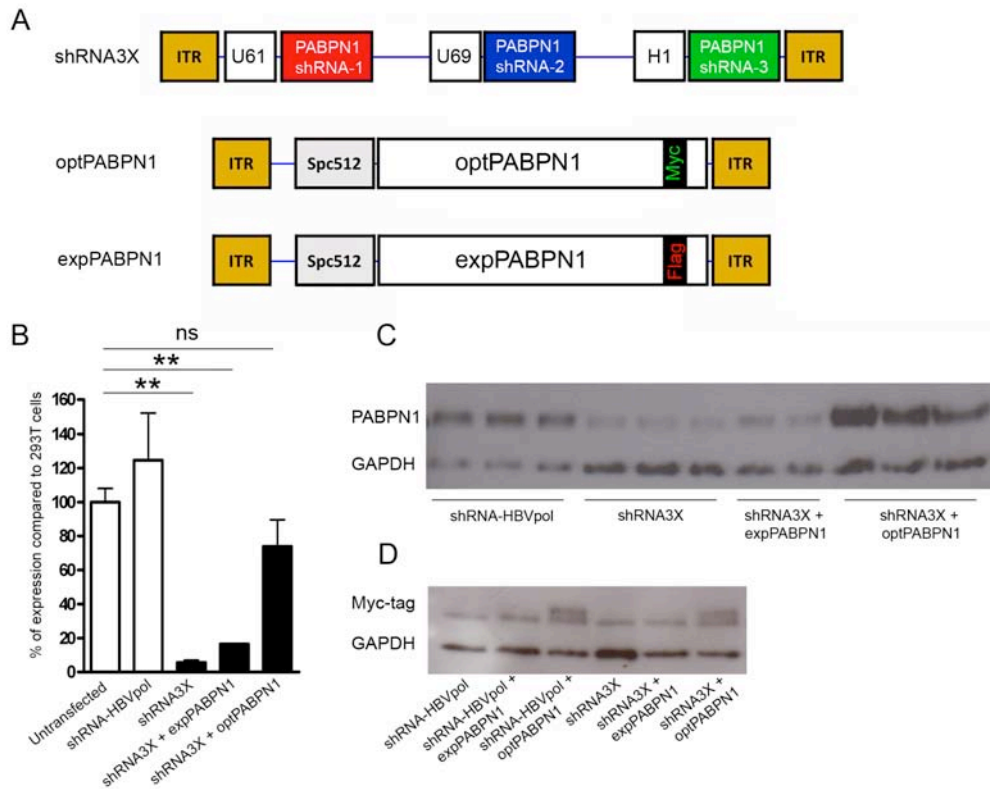 A
shRNA3X
ITR
U61
PABPN1
shRNA-1
U69
PABPN1
shRNA-2
H1
PABPN1
shRNA-3
ITR
optPABPN1
ITR
Spc512
optPABPN1
Myc
ITR
expPABPN1
ITR
Spc512
expPABPN1
Flag
ITR
B
ns
**
**
% of expression compared to 293T cells
160
140
120
100
80
60
40
20
0
Untransfected
shRNA-HBVpol
shRNA3X
shRNA3X + expPABPN1
shRNA3X + optPABPN1
C
PABPN1
GAPDH
shRNA-HBVpol
shRNA3X
shRNA3X +
expPABPN1
shRNA3X +
optPABPN1
D
Myc-tag
GAPDH
shRNA-HBVpol
shRNA-HBVpol +
expPABPN1
shRNA-HBVpol +
optPABPN1
shRNA3X
shRNA3X +
expPABPN1
shRNA3X +
optPABPN1